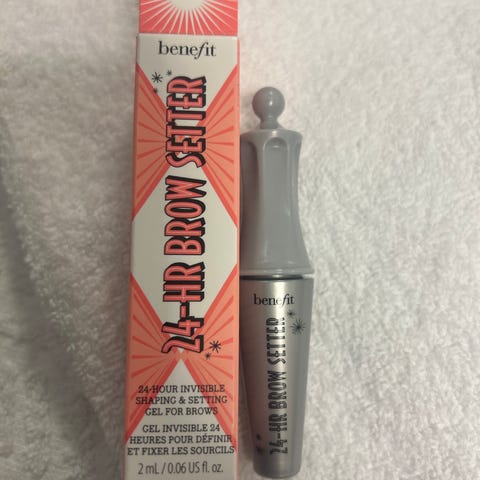 benefit
24-HR BROW SETTER
24-HOUR INVISIBLE
SHAPING & SETTING
GEL FOR BROWS
GEL INVISIBLE 24
HEURES POUR DÉFINIR
ET FIXER LES SOURCILS
2 mL / 0.06 US fl. oz.
benefit
24-HR BROW SETTER